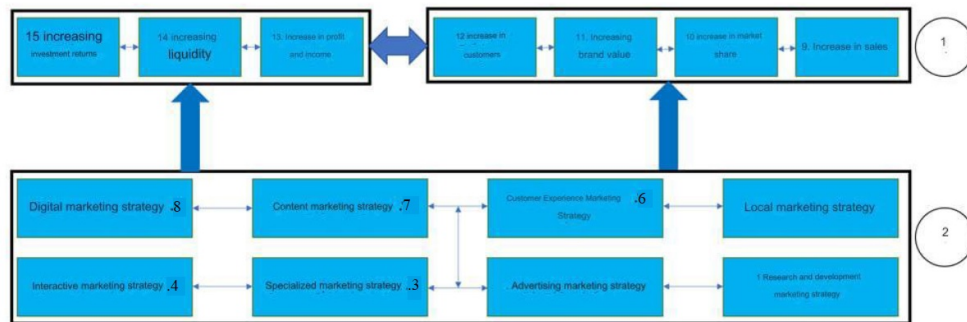 15 increasing
investment returns
14 increasing
liquidity
13. Increase in profit
and income
12 increase in
customers
11. Increasing
brand value
10 increase in market
share
9. Increase in sales
1
Digital marketing strategy .8
Content marketing strategy .7
Customer Experience Marketing .6
Strategy
Local marketing strategy
2
Interactive marketing strategy .4
Specialized marketing strategy .3
. Advertising marketing strategy
1 Research and development
marketing strategy